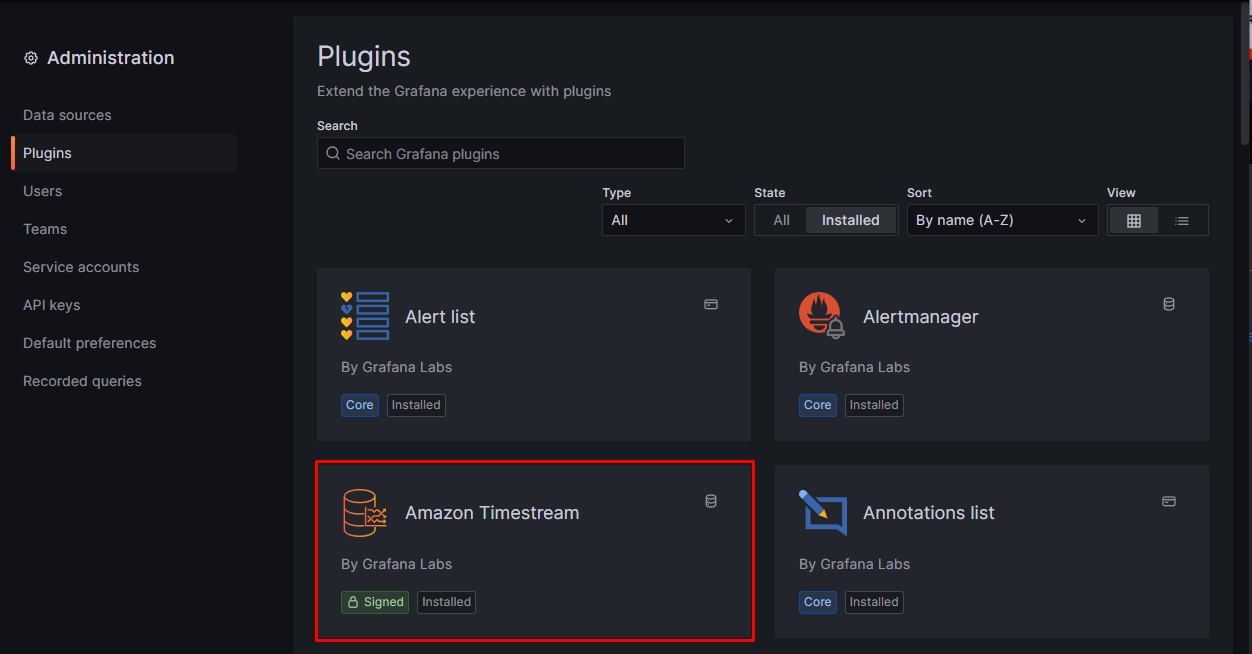 Administration
Data sources
Plugins
Users
Teams
Service accounts
API keys
Default preferences
Recorded queries
Plugins
Extend the Grafana experience with plugins
Search
Search Grafana plugins
Type
State
Sort
View
All
All
Installed
By name (A-Z)
Alert list
By Grafana Labs
Core
Installed
Alertmanager
By Grafana Labs
Core
Installed
Amazon Timestream
By Grafana Labs
Signed
Installed
Annotations list
By Grafana Labs
Core
Installed